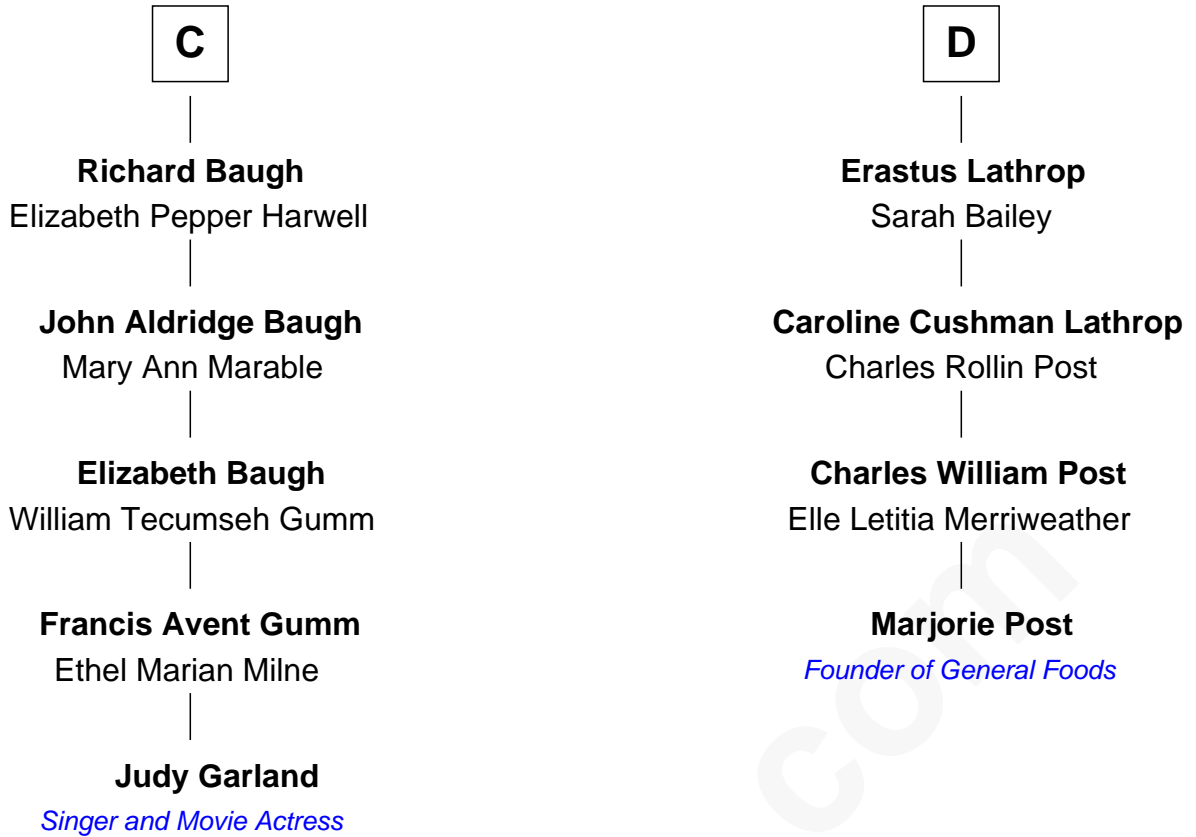 C
Richard Baugh
Elizabeth Pepper Harwell
John Aldridge Baugh
Mary Ann Marable
Elizabeth Baugh
William Tecumseh Gumm
Francis Avent Gumm
Ethel Marian Milne
Judy Garland
Singer and Movie Actress
D
Erastus Lathrop
Sarah Bailey
Caroline Cushman Lathrop
Charles Rollin Post
Charles William Post
Elle Letitia Merriweather
Marjorie Post
Founder of General Foods
com